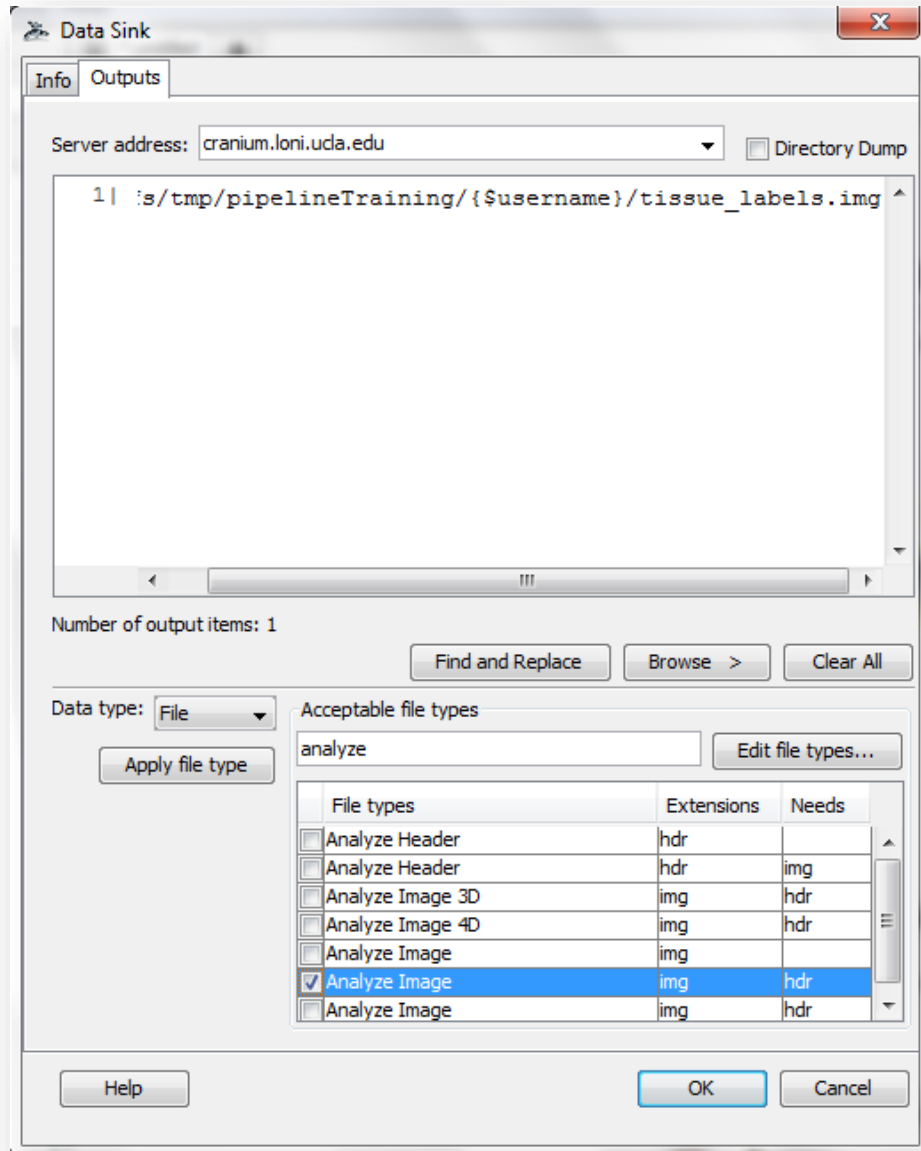 Data Sink
Info Outputs
Server address: cranium.loni.ucla.edu Directory Dump
1 s/tmp/pipelineTraining/{$username}/tissue_labels.img
Number of output items: 1
Find and Replace Browse > Clear All
Data type: File Acceptable file types
analyze Edit file types...
Apply file type
File types Extensions Needs
Analyze Header hdr
Analyze Header hdr img
Analyze Image 3D img hdr
Analyze Image 4D img hdr
Analyze Image img
Analyze Image img hdr
Analyze Image img hdr
Help OK Cancel